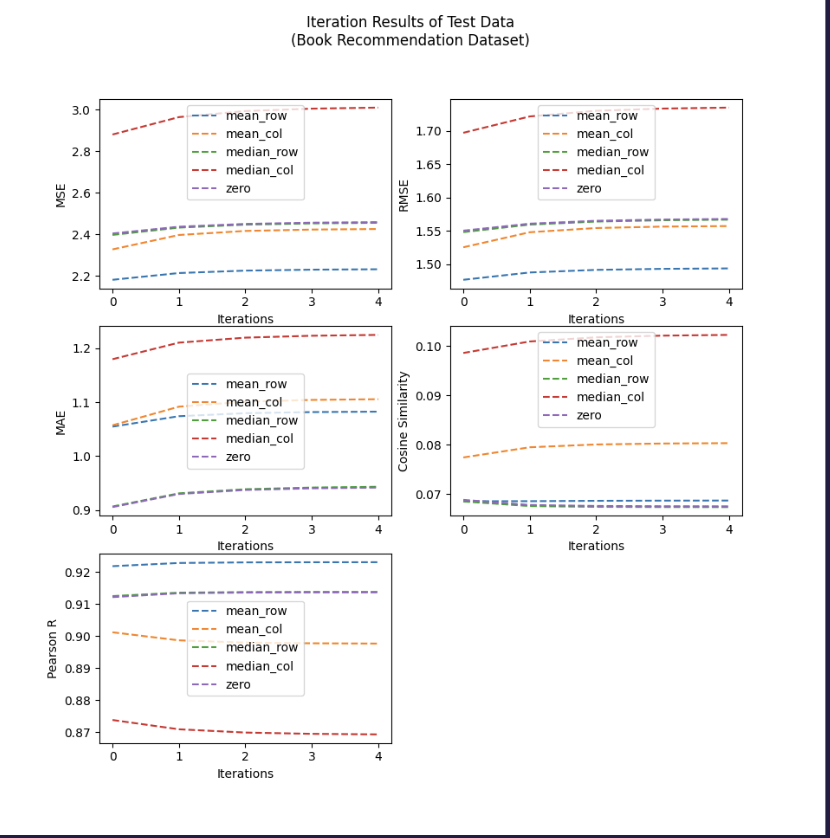 Iteration Results of Test Data
(Book Recommendation Dataset)
MSE
3.0
2.8
2.6
2.4
2.2
0 1 2 3 4
Iterations
mean_row
mean_col
median_row
median_col
zero
RMSE
1.70
1.65
1.60
1.55
1.50
0 1 2 3 4
Iterations
mean_row
mean_col
median_row
median_col
zero
MAE
1.2
1.1
1.0
0.9
0 1 2 3 4
Iterations
mean_row
mean_col
median_row
median_col
zero
Cosine Similarity
0.10
0.09
0.08
0.07
0 1 2 3 4
Iterations
mean_row
mean_col
median_row
median_col
zero
Pearson R
0.92
0.91
0.90
0.89
0.88
0.87
0 1 2 3 4
Iterations
mean_row
mean_col
median_row
median_col
zero